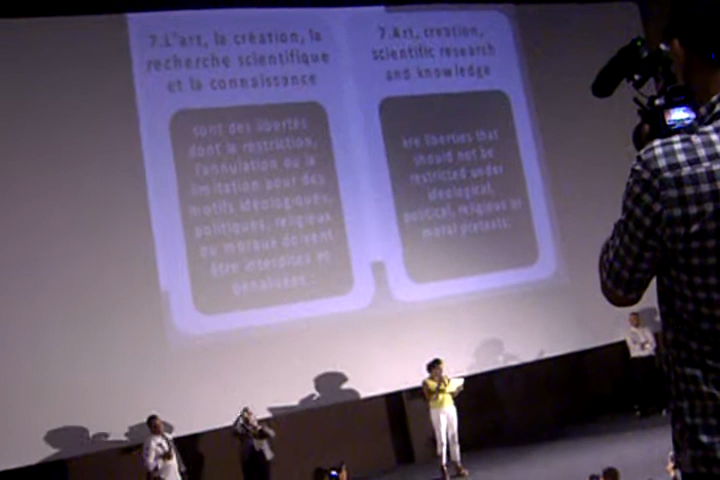 7.L'art, la création, la
recherche scientifique
et la connaissance
sont des libertés
dont la restriction,
l'annulation ou la
limitation pour des
motifs idéologiques,
politiques, religieux
ou moraux doivent
être interdites et
pénalisées.
7.Art, creation,
scientific research
and knowledge
are liberties that
should not be
restricted under
ideological,
political, religious or
moral pretexts.